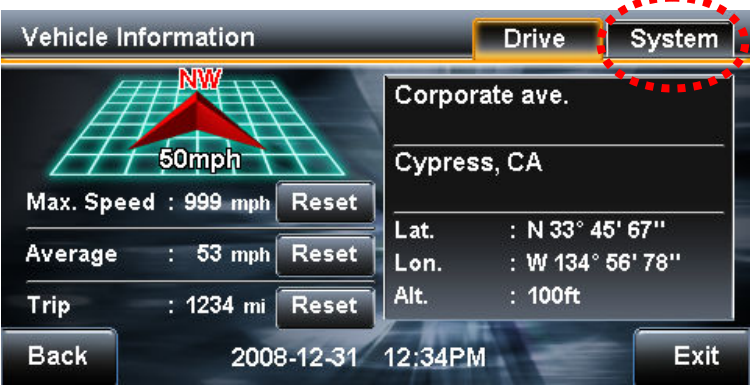 Vehicle Information Drive System
NW
50mph
Max. Speed : 999 mph Reset
Average : 53 mph Reset
Trip : 1234 mi Reset
Corporate ave.
Cypress, CA
Lat. : N 33° 45' 67"
Lon. : W 134° 56' 78"
Alt. : 100ft
Back 2008-12-31 12:34PM Exit